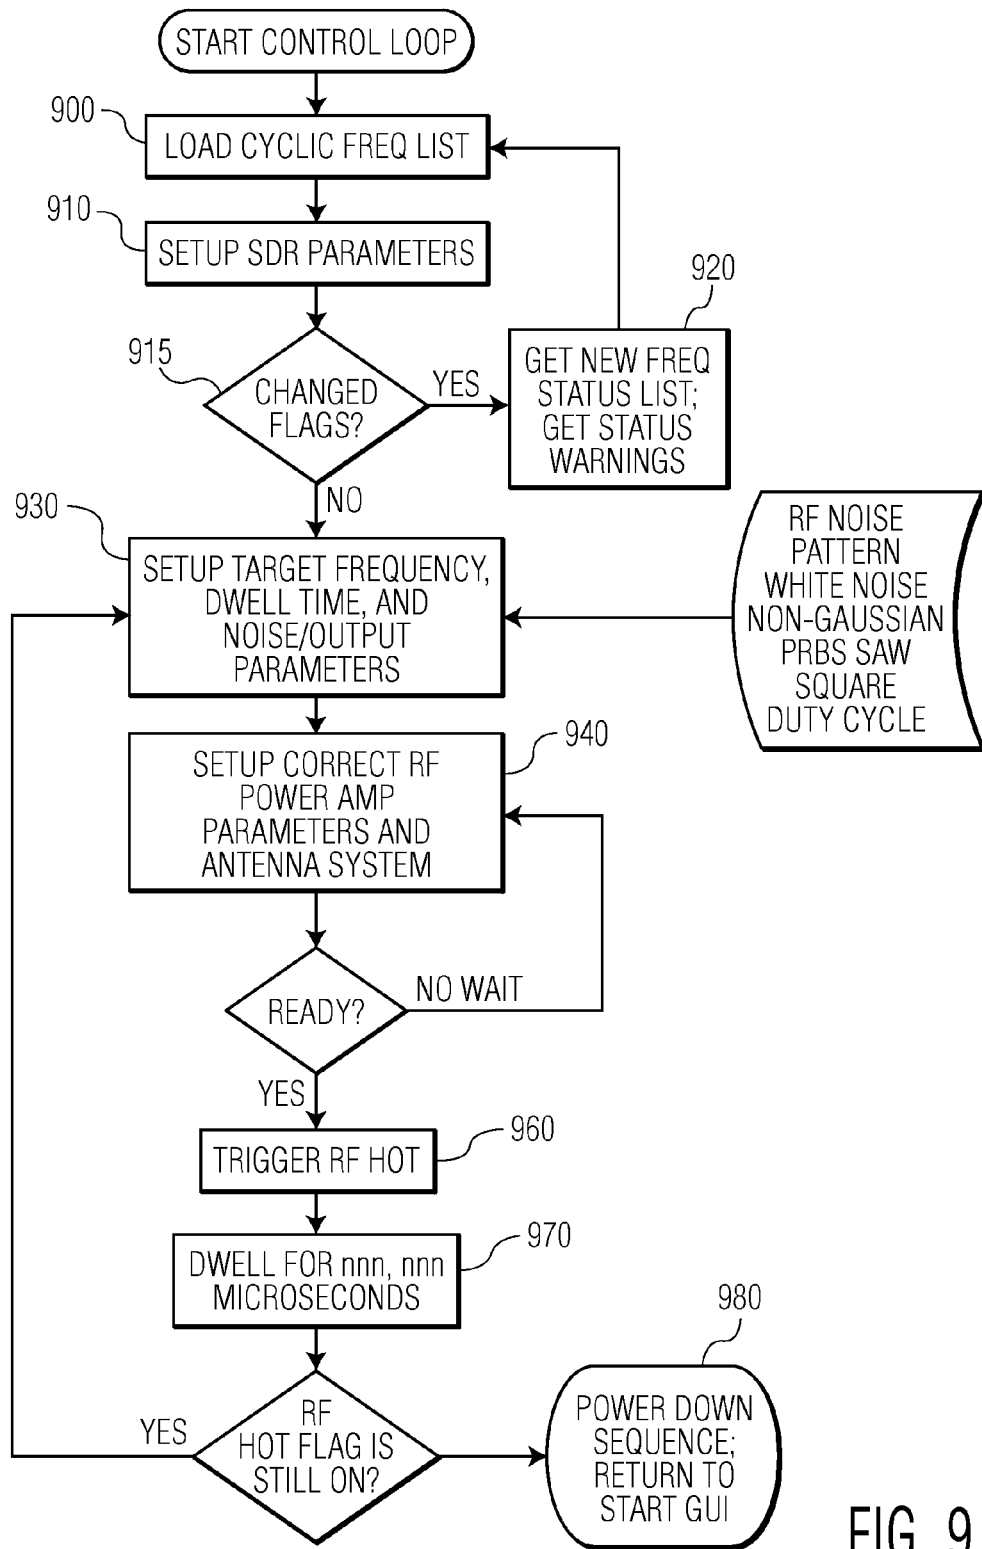 START CONTROL LOOP
900
LOAD CYCLIC FREQ LIST
910
SETUP SDR PARAMETERS
920
915
CHANGED
FLAGS?
YES
GET NEW FREQ
STATUS LIST;
GET STATUS
WARNINGS
NO
930
SETUP TARGET FREQUENCY,
DWELL TIME, AND
NOISE/OUTPUT
PARAMETERS
RF NOISE
PATTERN
WHITE NOISE
NON-GAUSSIAN
PRBS SAW
SQUARE
DUTY CYCLE
940
SETUP CORRECT RF
POWER AMP
PARAMETERS AND
ANTENNA SYSTEM
READY?
NO WAIT
YES
960
TRIGGER RF HOT
970
DWELL FOR nnn, nnn
MICROSECONDS
980
YES
RF
HOT FLAG IS
STILL ON?
POWER DOWN
SEQUENCE;
RETURN TO
START GUI
FIG. 9